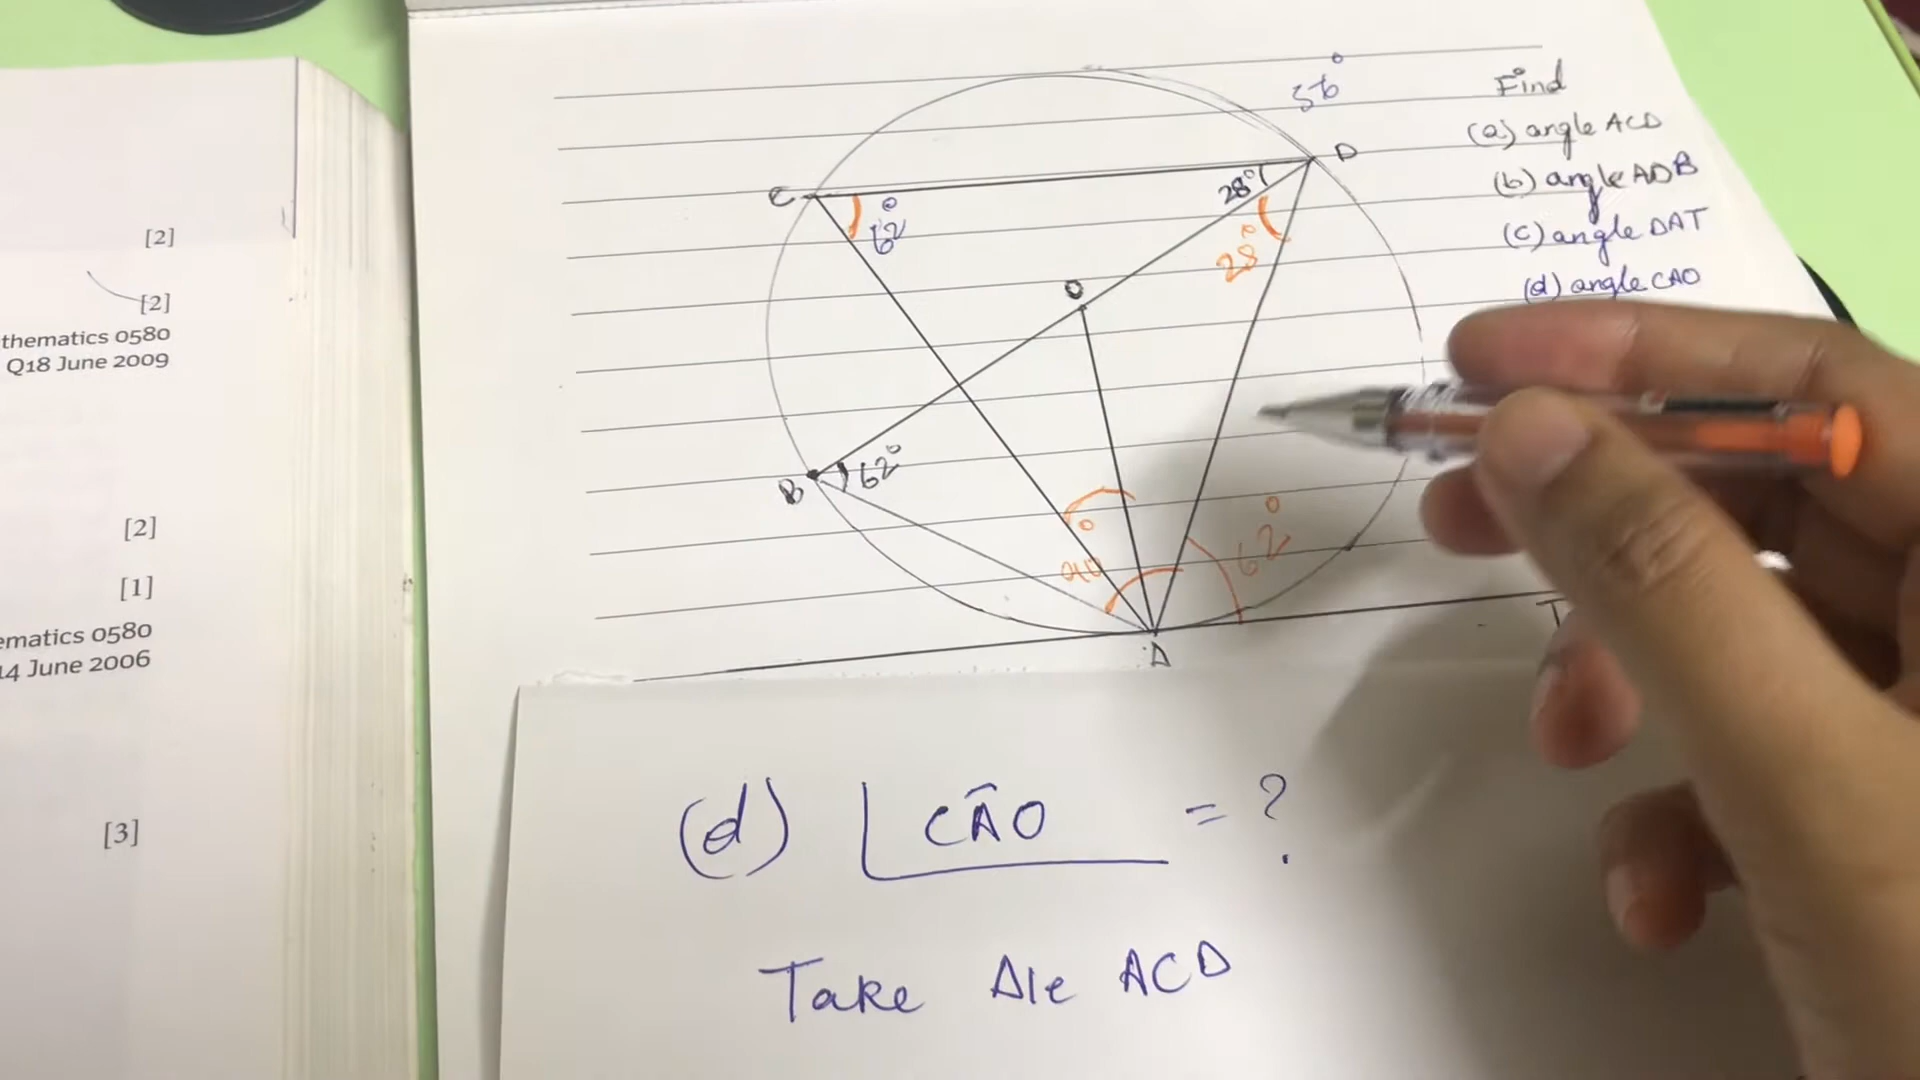 [2]
[2]
thematics 0580
Q18 June 2009
[2]
[1]
ematics 0580
14 June 2006
[3]
56°
Find
(a) angle ACD
(b) angle ADB
(c) angle DAT
(d) angle CAO
C
62°
28°
D
28°
O
B
62°
90°
62°
A
T
(d) CÂO = ?
Take Δle ACD